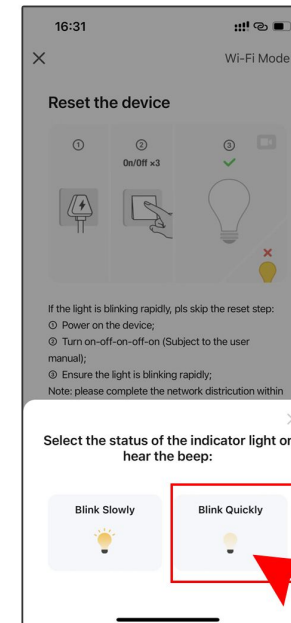 16:31
Wi-Fi Mode
Reset the device
①
②
③
On/Off ×3
If the light is blinking rapidly, pls skip the reset step:
① Power on the device;
② Turn on-off-on-off-on (Subject to the user
manual);
③ Ensure the light is blinking rapidly;
Note: please complete the network districution within
Select the status of the indicator light or
hear the beep:
Blink Slowly
Blink Quickly